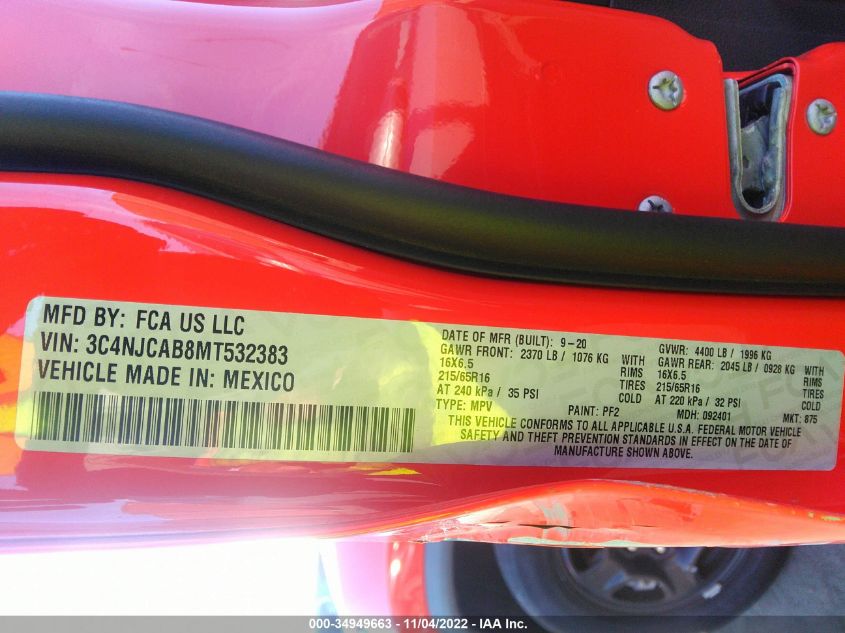 MFD BY: FCA US LLC
VIN: 3C4NJCAB8MT532383
VEHICLE MADE IN: MEXICO
DATE OF MFR (BUILT): 9-20
GAWR FRONT: 2370 LB / 1076 KG WITH
16X6.5 RIMS
215/65R16 TIRES
AT 240 kPa / 35 PSI COLD
GVWR: 4400 LB / 1996 KG
GAWR REAR: 2045 LB / 0928 KG WITH
16X6.5 RIMS
215/65R16 TIRES
AT 220 kPa / 32 PSI COLD
TYPE: MPV PAINT: PF2 MDH: 092401 MKT: 875
THIS VEHICLE CONFORMS TO ALL APPLICABLE U.S.A. FEDERAL MOTOR VEHICLE
SAFETY AND THEFT PREVENTION STANDARDS IN EFFECT ON THE DATE OF
MANUFACTURE SHOWN ABOVE.
000-34949663 - 11/04/2022 - IAA Inc.